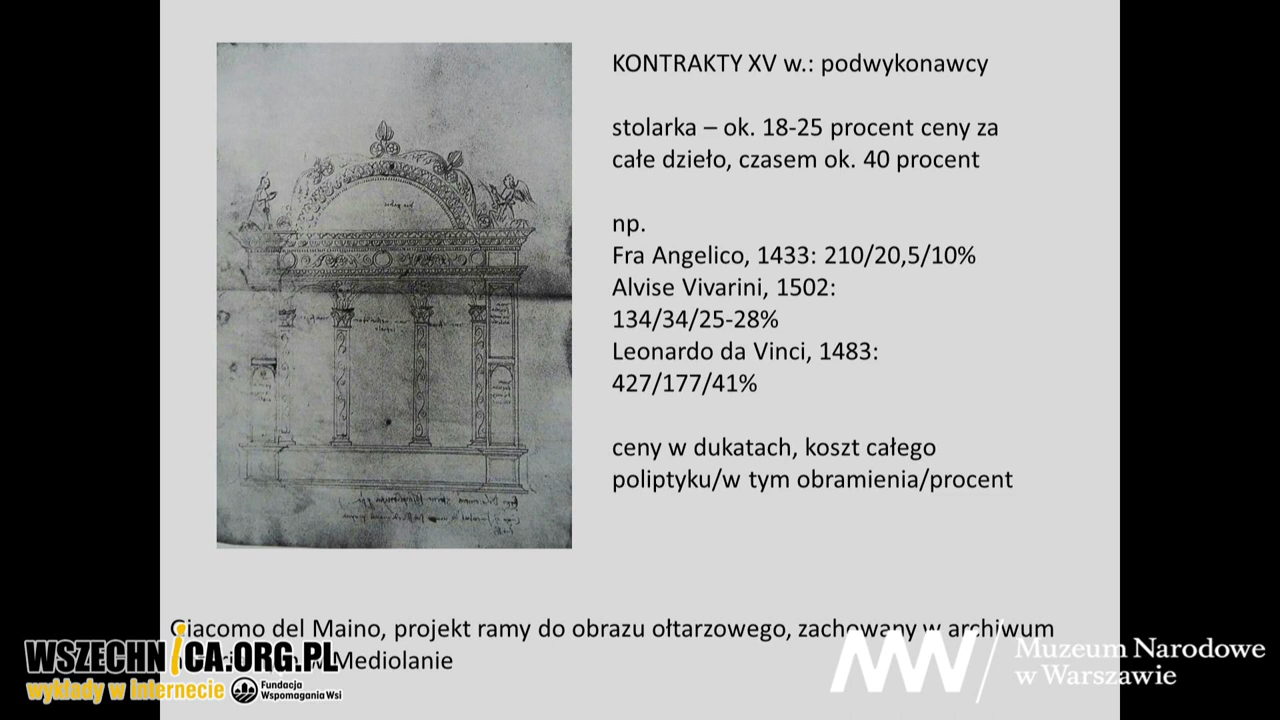 KONTRAKTY XV w.: podwykonawcy
stolarka – ok. 18-25 procent ceny za
całe dzieło, czasem ok. 40 procent
np.
Fra Angelico, 1433: 210/20,5/10%
Alvise Vivarini, 1502:
134/34/25-28%
Leonardo da Vinci, 1483:
427/177/41%
ceny w dukatach, koszt całego
poliptyku/w tym obramienia/procent
Giacomo del Maino, projekt ramy do obrazu ołtarzowego, zachowany w archiwum
Mediolanie
WSZECHNICA.ORG.PL
wykłady w Internecie
Fundacja
Wspomagania Wsi
Muzeum Narodowe
w Warszawie